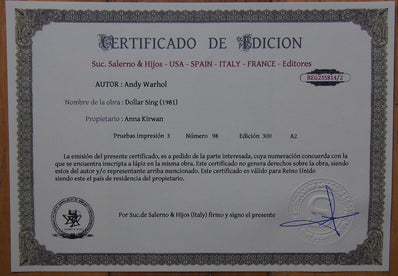 CERTIFICADO DE EDICION
Suc. Salerno & Hijos - USA - SPAIN - ITALY - FRANCE - Editores
REG235814/2
AUTOR : Andy Warhol
Nombre de la obra : Dollar Sing (1981)
Propietario : Anna Kirwan
Pruebas Impresión 3 Número 98 Edición 300 A2
La emisión del presente certificado, es a pedido de la parte interesada, cuya numeración concuerda con la
que se encuentra inscripta a lápiz en la misma obra. Este certificado no genera derechos sobre la obra, siendo
estos del autor y/o representante arriba mencionado. Este certificado es válido para Reino Unido
siendo este el país de residencia del propietario.
Por Suc.de Salerno & Hijos (Italy) firmo y signo el presente